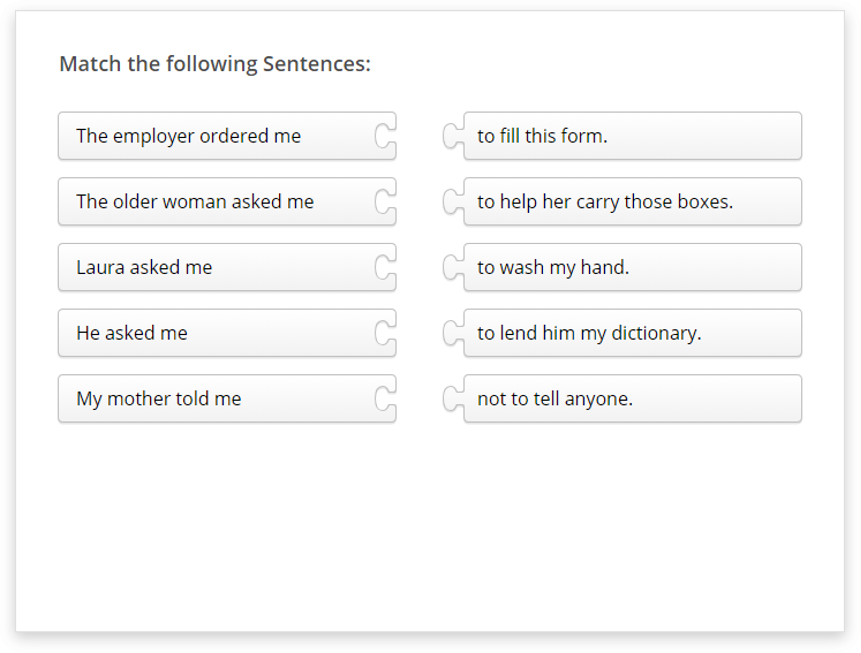 Match the following Sentences:
The employer ordered me
to fill this form.
The older woman asked me
to help her carry those boxes.
Laura asked me
to wash my hand.
He asked me
to lend him my dictionary.
My mother told me
not to tell anyone.